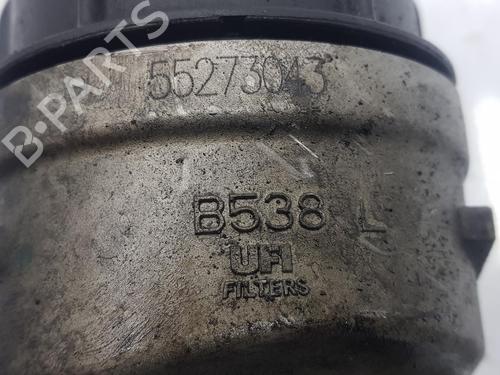 55273043
B538 L
UFI
FILTERS
B-PARTS